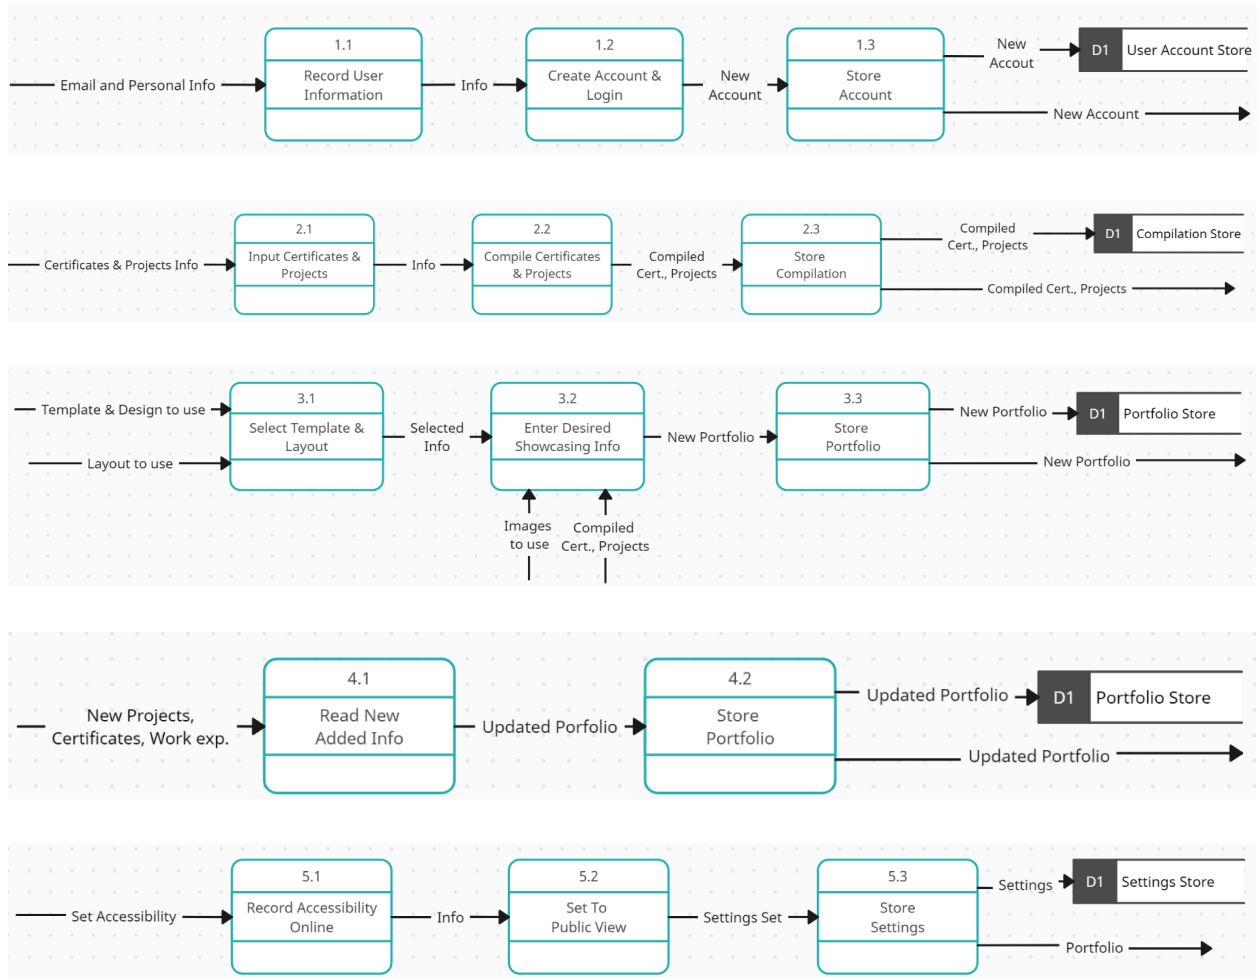 1.1
1.2
1.3
New
Accout
D1
User Account Store
Email and Personal Info
Record User
Information
Info
Create Account &
Login
New
Account
Store
Account
New Account
2.1
2.2
2.3
Compiled
Cert., Projects
D1
Compilation Store
Certificates & Projects Info
Input Certificates &
Projects
Info
Compile Certificates
& Projects
Compiled
Cert., Projects
Store
Compilation
Compiled Cert., Projects
3.1
3.2
3.3
Template & Design to use
Select Template &
Layout
Selected
Info
Enter Desired
Showcasing Info
New Portfolio
Store
Portfolio
New Portfolio
D1
Portfolio Store
Layout to use
New Portfolio
Images
to use
Compiled
Cert., Projects
4.1
4.2
Updated Portfolio
D1
Portfolio Store
New Projects,
Certificates, Work exp.
Read New
Added Info
Updated Porfolio
Store
Portfolio
Updated Portfolio
5.1
5.2
5.3
Settings
D1
Settings Store
Set Accessibility
Record Accessibility
Online
Info
Set To
Public View
Settings Set
Store
Settings
Portfolio